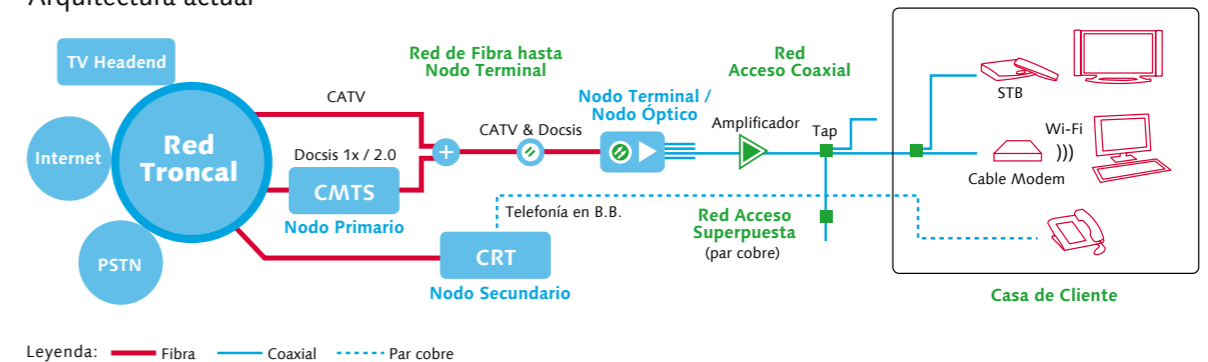 Arquitectura actual
TV Headend
Internet
PSTN
Red
Troncal
CATV
Docsis 1x / 2.0
CMTS
Nodo Primario
+
Red de Fibra hasta
Nodo Terminal
CATV & Docsis
Nodo Terminal /
Nodo Óptico
Red
Acceso Coaxial
Amplificador
Tap
STB
Wi-Fi
)))
Cable Modem
Telefonía en B.B.
CRT
Nodo Secundario
Red Acceso
Superpuesta
(par cobre)
Casa de Cliente
Leyenda: Fibra Coaxial Par cobre